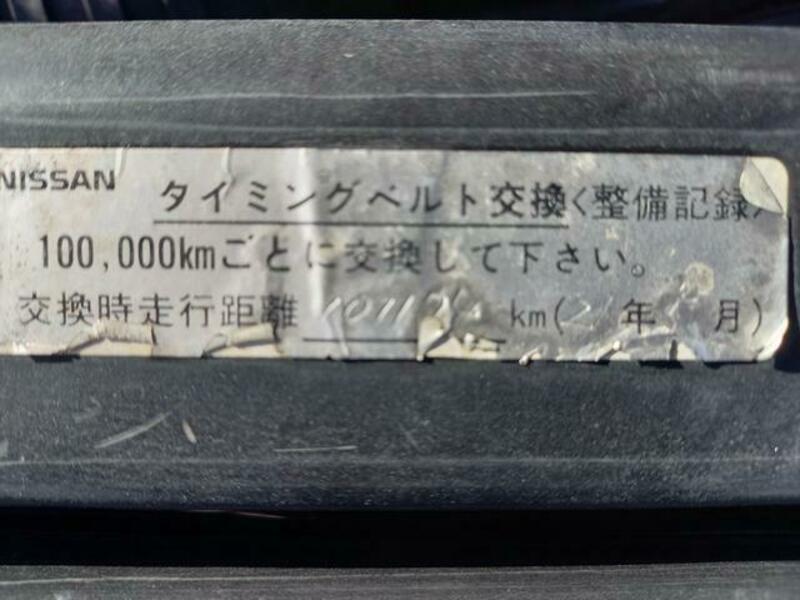 NISSAN タイミングベルト交換<整備記録>
100,000kmごとに交換して下さい。
交換時走行距離 km( 年 月)